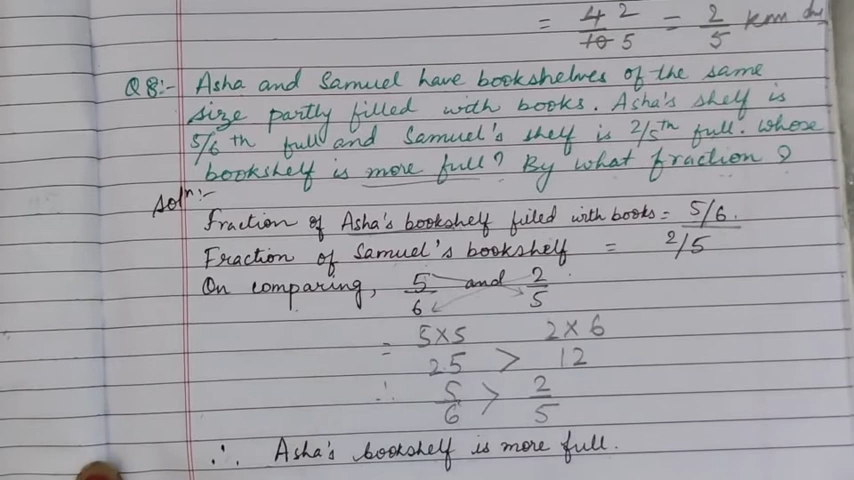 = 4/10 2/5 = 2/5 km
Q8:- Asha and Samuel have bookshelves of the same
size partly filled with books. Asha's shelf is
5/6th full and Samuel's shelf is 2/5th full. whose
bookshelf is more full? By what fraction?
Solⁿ:-
Fraction of Asha's bookshelf filled with books = 5/6.
Fraction of Samuel's bookshelf = 2/5
On comparing, 5/6 and 2/5.
= 5×5 2×6
25 > 12
∴ 5/6 > 2/5
∴ Asha's bookshelf is more full.